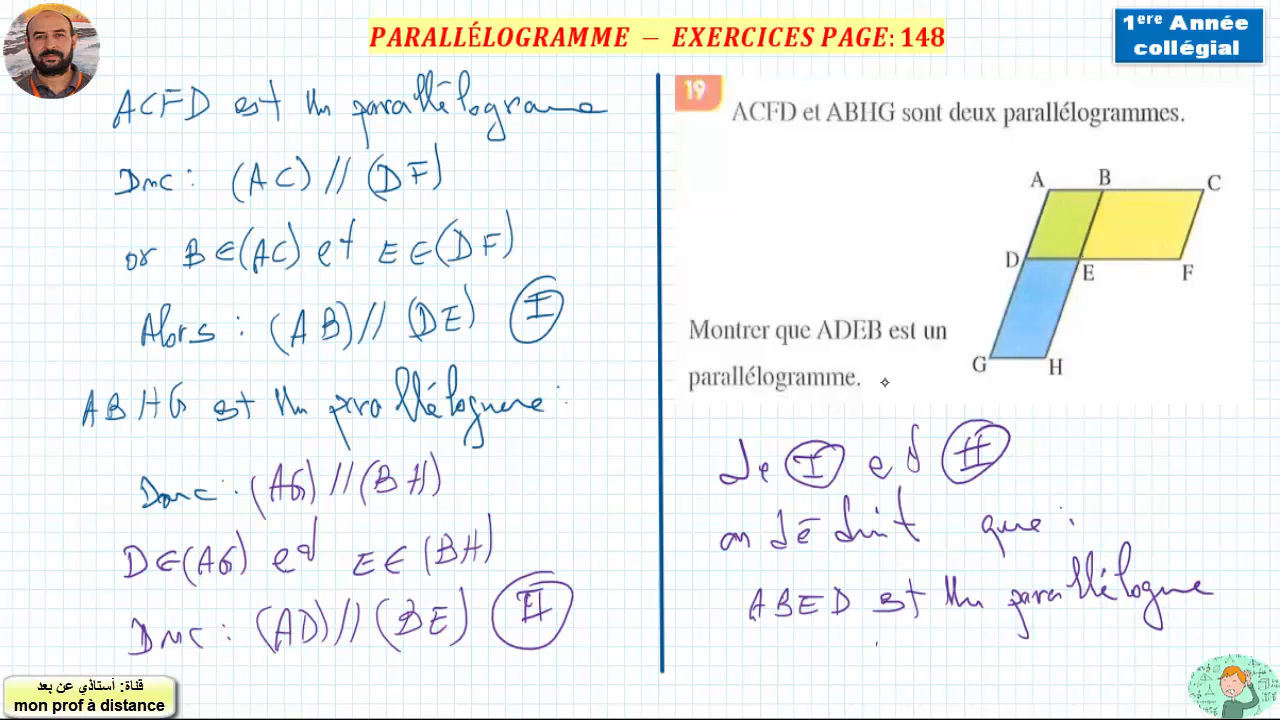 PARALLÉLOGRAMME – EXERCICES PAGE: 148
1ere Année
collégial
ACFD est un parallélograme
Donc : (AC) // (DF)
or B ∈ (AC) et E ∈ (DF)
Alors : (AB) // (DE) I
ABHG est un parallélogramme :
Donc : (AG) // (BH)
D ∈ (AG) et E ∈ (BH)
Donc : (AD) // (BE) II
19
ACFD et ABHG sont deux parallélogrammes.
A B C
D E F
G H
Montrer que ADEB est un
parallélogramme.
de I et II
on déduit que :
ABED est un parallélogme
قناة: أستاذي عن بعد
mon prof à distance